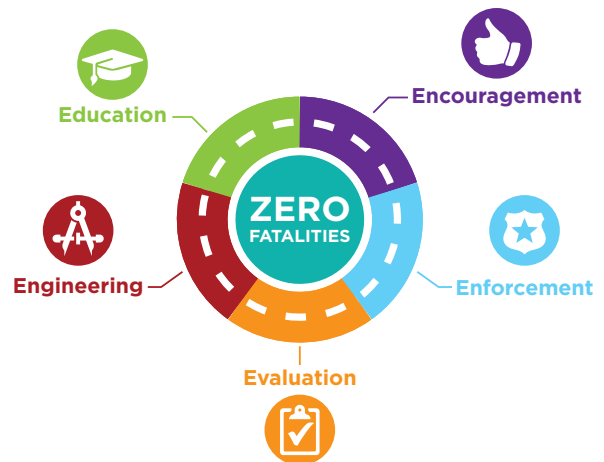 Encouragement
Education
ZERO
FATALITIES
Engineering
Enforcement
Evaluation